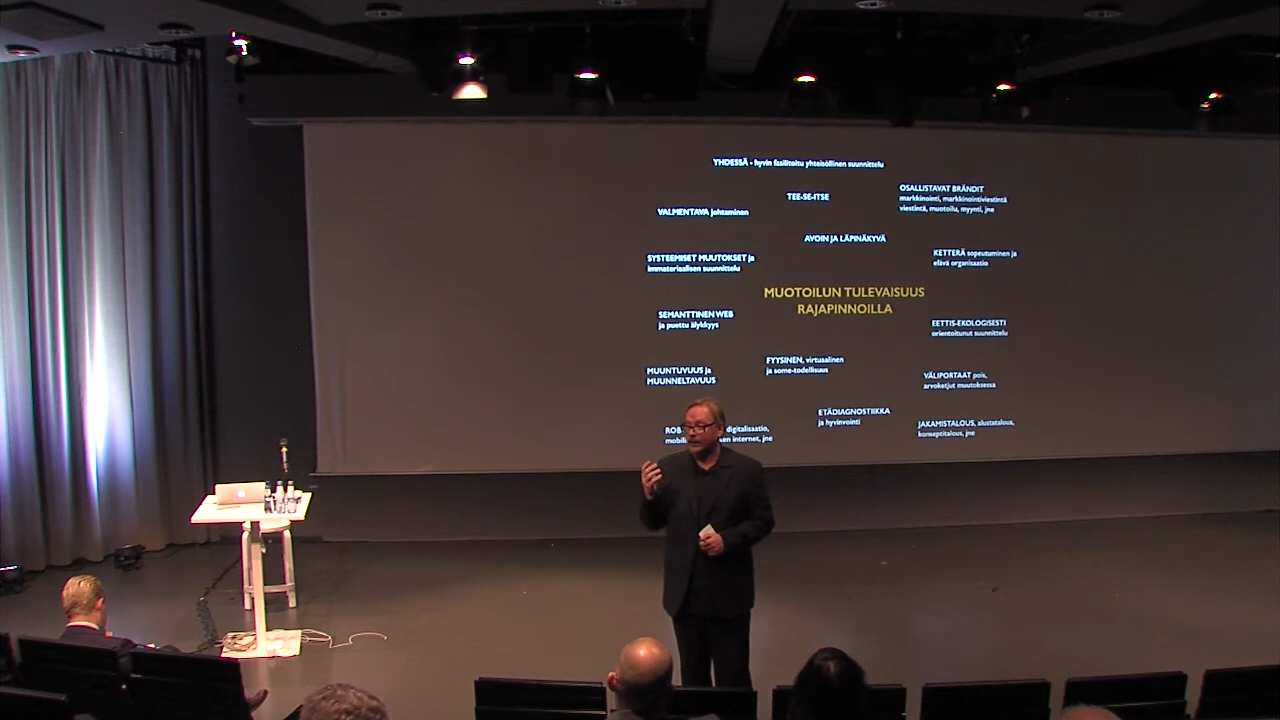 YHDESSÄ - hyvin fasilitoitu yhteisöllinen suunnittelu
TEE-SE-ITSE
OSALLISTAVAT BRÄNDIT
markkinointi, markkinointiviestintä
viestintä, muotoilu, myynti, jne
VALMENTAVA johtaminen
AVOIN JA LÄPINÄKYVÄ
SYSTEEMISET MUUTOKSET ja
immateriaalisen suunnittelu
KETTERÄ sopeutuminen ja
elävä organisaatio
MUOTOILUN TULEVAISUUS
RAJAPINNOILLA
SEMANTTINEN WEB
ja puettu älykkyys
EETTIS-EKOLOGISESTI
orientoitunut suunnittelu
FYYSINEN, virtuaalinen
ja some-todellisuus
MUUNTUVUUS ja
MUUNNELTAVUUS
VÄLIPORTAAT pois,
arvoketjut muutoksessa
ETÄDIAGNOSTIIKKA
ja hyvinvointi
JAKAMISTALOUS, alustatalous,
konseptitalous, jne
ROB digitalisaatio,
internet, jne